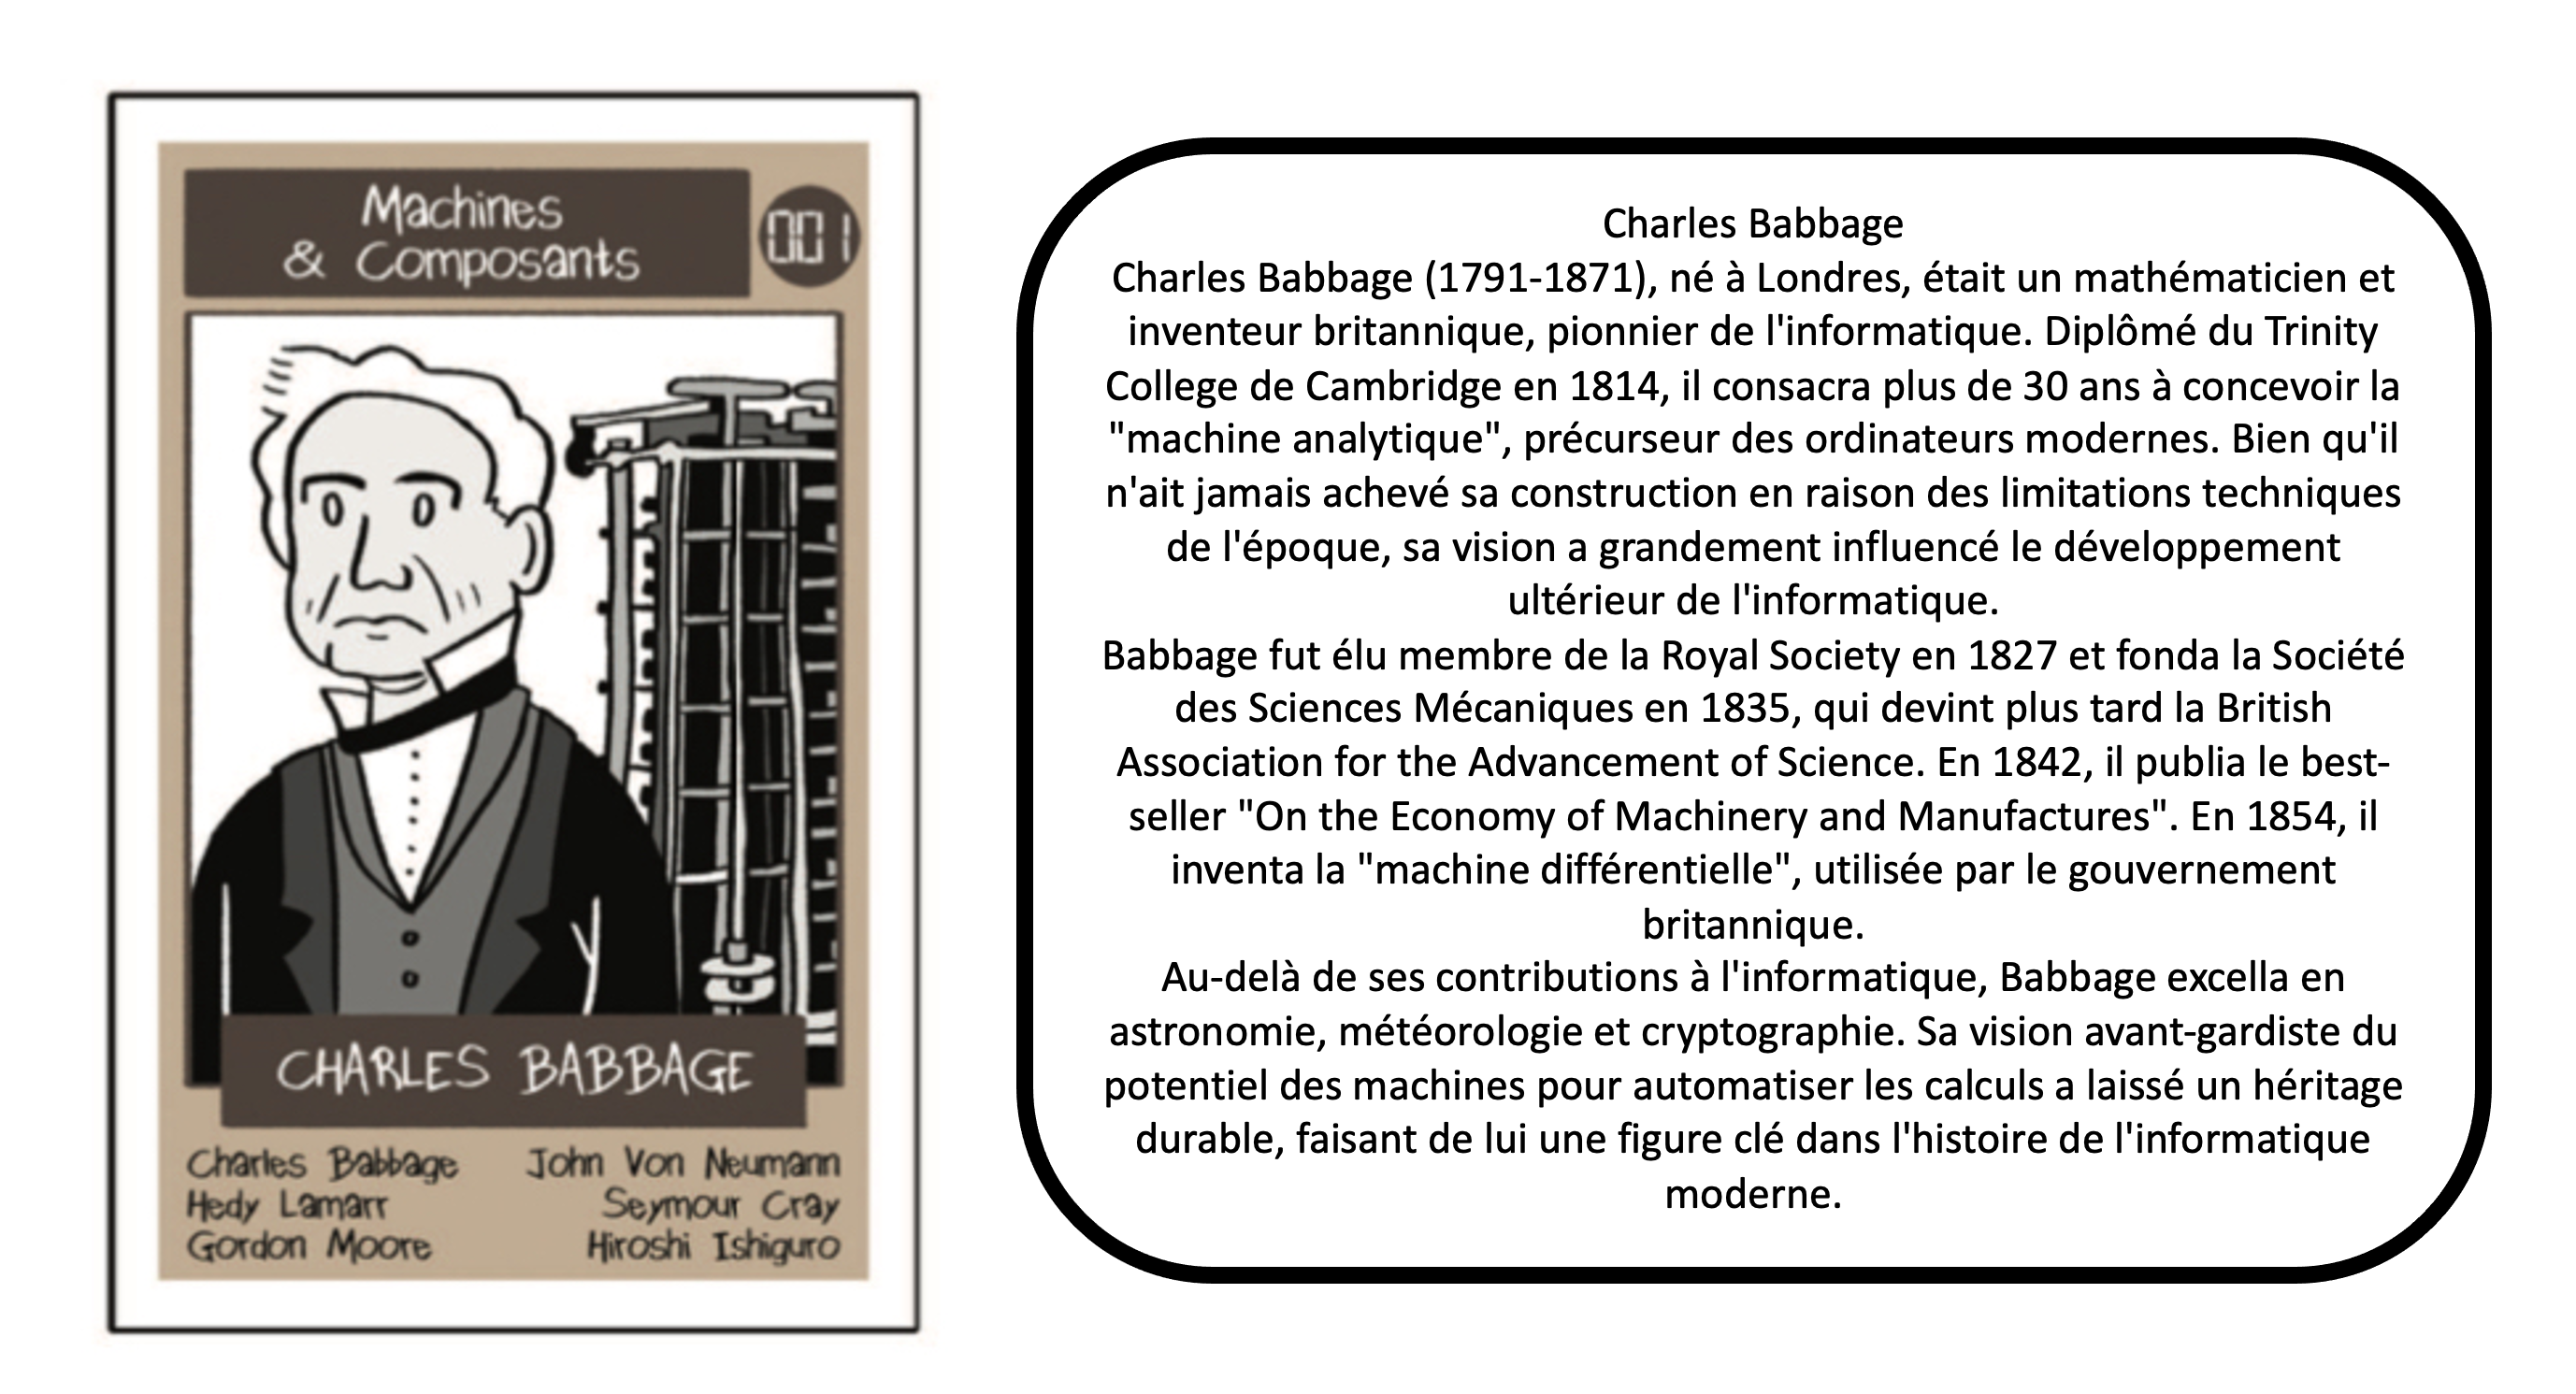 Machines
& Composants
001
CHARLES BABBAGE
Charles Babbage
John Von Neumann
Hedy Lamarr
Seymour Cray
Gordon Moore
Hiroshi Ishiguro
Charles Babbage
Charles Babbage (1791-1871), né à Londres, était un mathématicien et
inventeur britannique, pionnier de l'informatique. Diplômé du Trinity
College de Cambridge en 1814, il consacra plus de 30 ans à concevoir la
"machine analytique", précurseur des ordinateurs modernes. Bien qu'il
n'ait jamais achevé sa construction en raison des limitations techniques
de l'époque, sa vision a grandement influencé le développement
ultérieur de l'informatique.
Babbage fut élu membre de la Royal Society en 1827 et fonda la Société
des Sciences Mécaniques en 1835, qui devint plus tard la British
Association for the Advancement of Science. En 1842, il publia le best-
seller "On the Economy of Machinery and Manufactures". En 1854, il
inventa la "machine différentielle", utilisée par le gouvernement
britannique.
Au-delà de ses contributions à l'informatique, Babbage excella en
astronomie, météorologie et cryptographie. Sa vision avant-gardiste du
potentiel des machines pour automatiser les calculs a laissé un héritage
durable, faisant de lui une figure clé dans l'histoire de l'informatique
moderne.